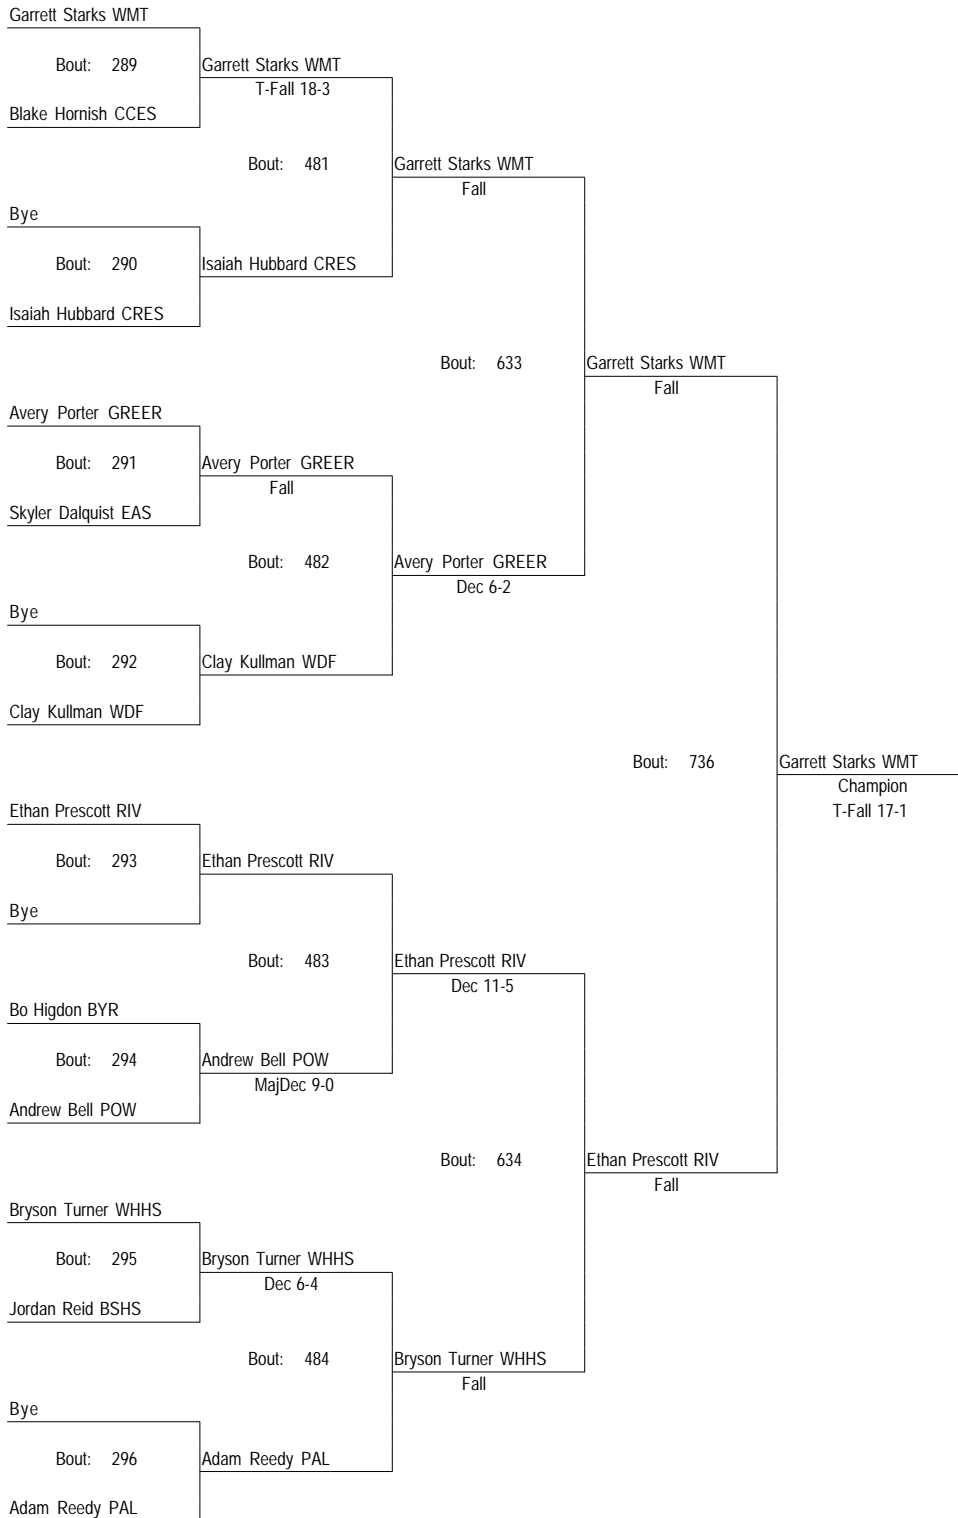 Garrett Starks WMT
Bout: 289 Garrett Starks WMT
T-Fall 18-3
Blake Hornish CCES
Bout: 481 Garrett Starks WMT
Fall
Bye
Bout: 290 Isaiah Hubbard CRES
Isaiah Hubbard CRES
Bout: 633 Garrett Starks WMT
Fall
Avery Porter GREER
Bout: 291 Avery Porter GREER
Fall
Skyler Dalquist EAS
Bout: 482 Avery Porter GREER
Dec 6-2
Bye
Bout: 292 Clay Kullman WDF
Clay Kullman WDF
Bout: 736 Garrett Starks WMT
Champion
Ethan Prescott RIV
T-Fall 17-1
Bout: 293 Ethan Prescott RIV
Bye
Bout: 483 Ethan Prescott RIV
Dec 11-5
Bo Higdon BYR
Bout: 294 Andrew Bell POW
MajDec 9-0
Andrew Bell POW
Bout: 634 Ethan Prescott RIV
Fall
Bryson Turner WHHS
Bout: 295 Bryson Turner WHHS
Dec 6-4
Jordan Reid BSHS
Bout: 484 Bryson Turner WHHS
Fall
Bye
Bout: 296 Adam Reedy PAL
Adam Reedy PAL